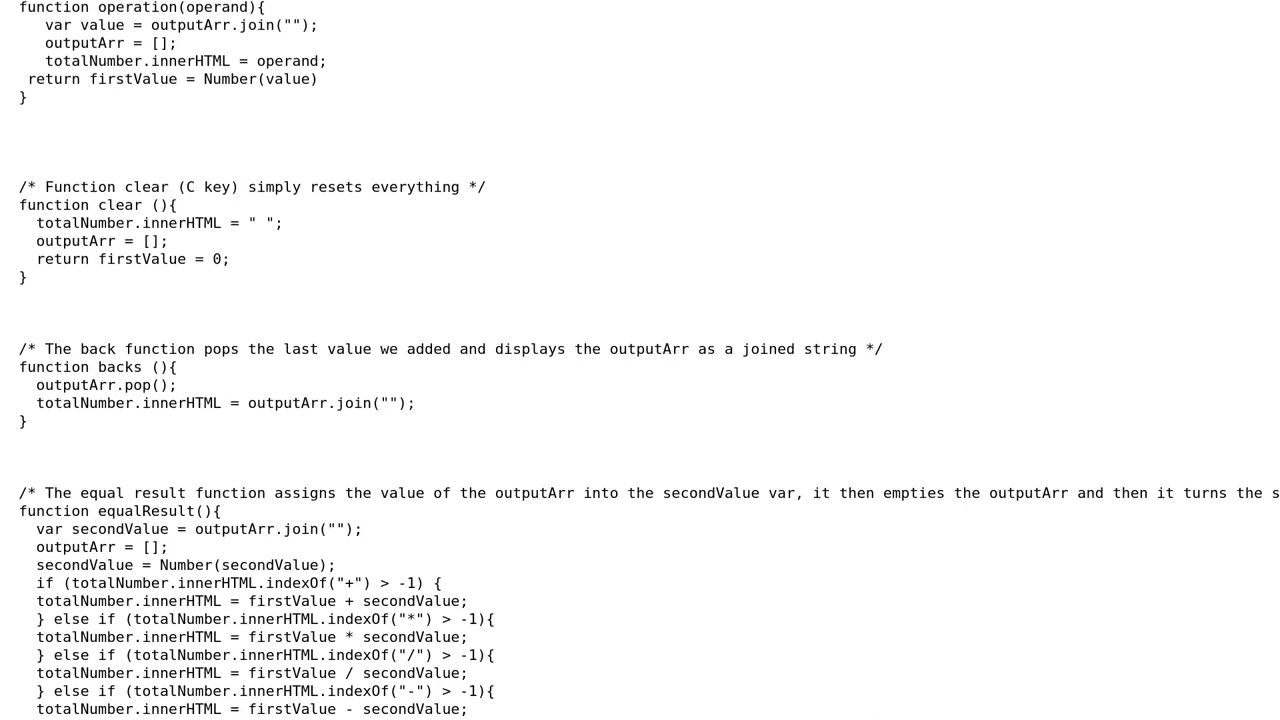 function operation(operand){
   var value = outputArr.join("");
   outputArr = [];
   totalNumber.innerHTML = operand;
 return firstValue = Number(value)
}
/* Function clear (C key) simply resets everything */
function clear (){
  totalNumber.innerHTML = " ";
  outputArr = [];
  return firstValue = 0;
}
/* The back function pops the last value we added and displays the outputArr as a joined string */
function backs (){
  outputArr.pop();
  totalNumber.innerHTML = outputArr.join("");
}
/* The equal result function assigns the value of the outputArr into the secondValue var, it then empties the outputArr and then it turns the s
function equalResult(){
  var secondValue = outputArr.join("");
  outputArr = [];
  secondValue = Number(secondValue);
  if (totalNumber.innerHTML.indexOf("+") > -1) {
  totalNumber.innerHTML = firstValue + secondValue;
  } else if (totalNumber.innerHTML.indexOf("*") > -1){
  totalNumber.innerHTML = firstValue * secondValue;
  } else if (totalNumber.innerHTML.indexOf("/") > -1){
  totalNumber.innerHTML = firstValue / secondValue;
  } else if (totalNumber.innerHTML.indexOf("-") > -1){
  totalNumber.innerHTML = firstValue - secondValue;